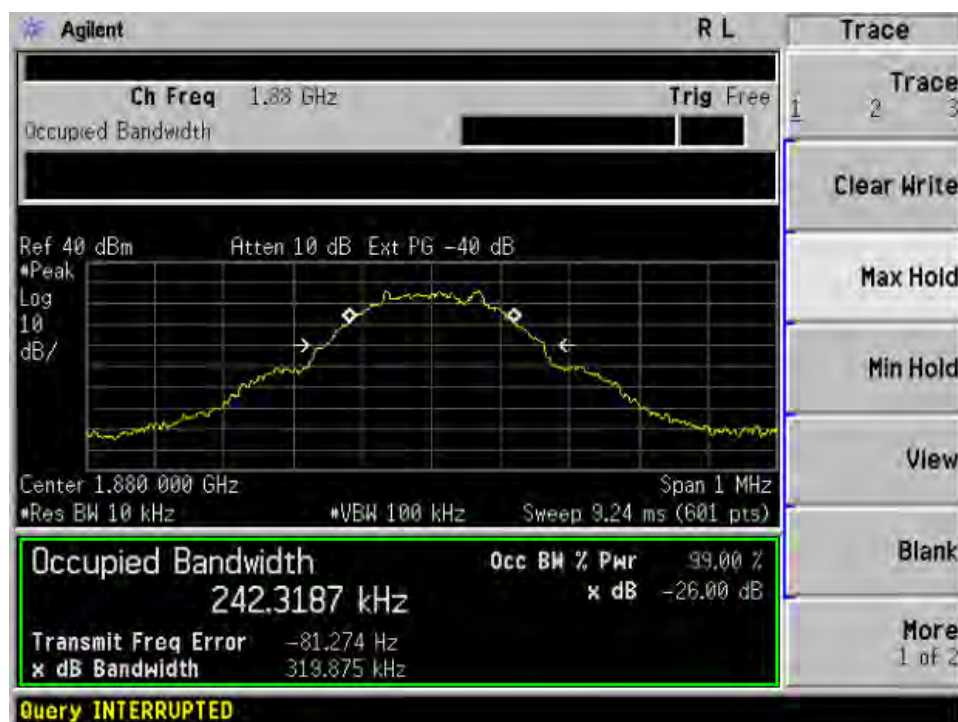 Agilent R L Trace
Ch Freq 1.88 GHz Trig Free
Occupied Bandwidth
Trace
1 2 3
Clear Write
Max Hold
Min Hold
View
Blank
More
1 of 2
Ref 40 dBm Atten 10 dB Ext PG -40 dB
#Peak
Log
10
dB/
Center 1.880 000 GHz Span 1 MHz
#Res BW 10 kHz #VBW 100 kHz Sweep 9.24 ms (601 pts)
Occupied Bandwidth Occ BW % Pwr 99.00 %
242.3187 kHz x dB -26.00 dB
Transmit Freq Error -81.274 Hz
x dB Bandwidth 319.875 kHz
Query INTERRUPTED